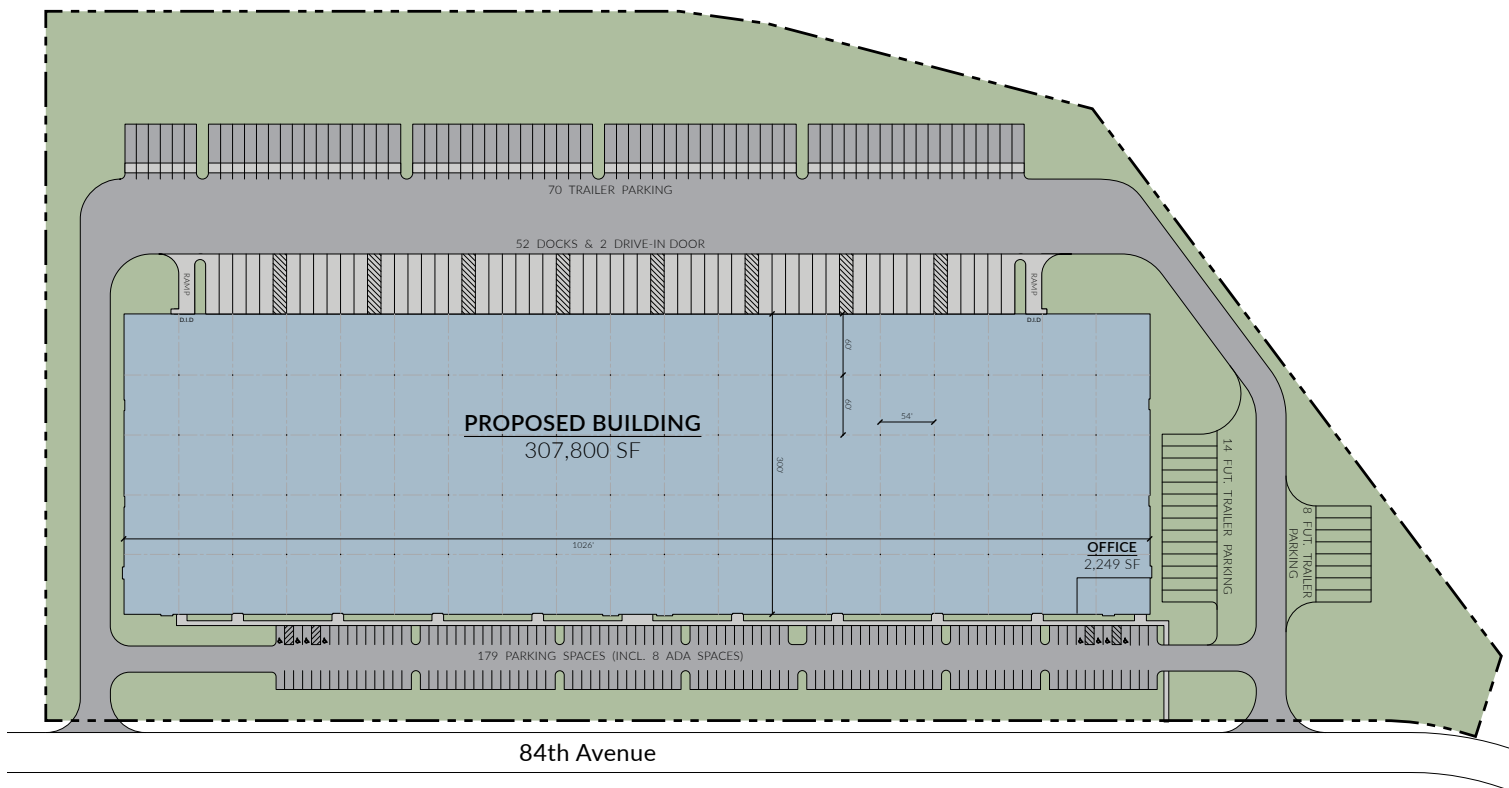 70 TRAILER PARKING
52 DOCKS & 2 DRIVE-IN DOOR
RAMP
RAMP
D.I.D
D.I.D
60'
60'
54'
PROPOSED BUILDING
307,800 SF
300'
14 FUT. TRAILER PARKING
8 FUT. TRAILER
PARKING
1026'
OFFICE
2,249 SF
179 PARKING SPACES (INCL. 8 ADA SPACES)
84th Avenue